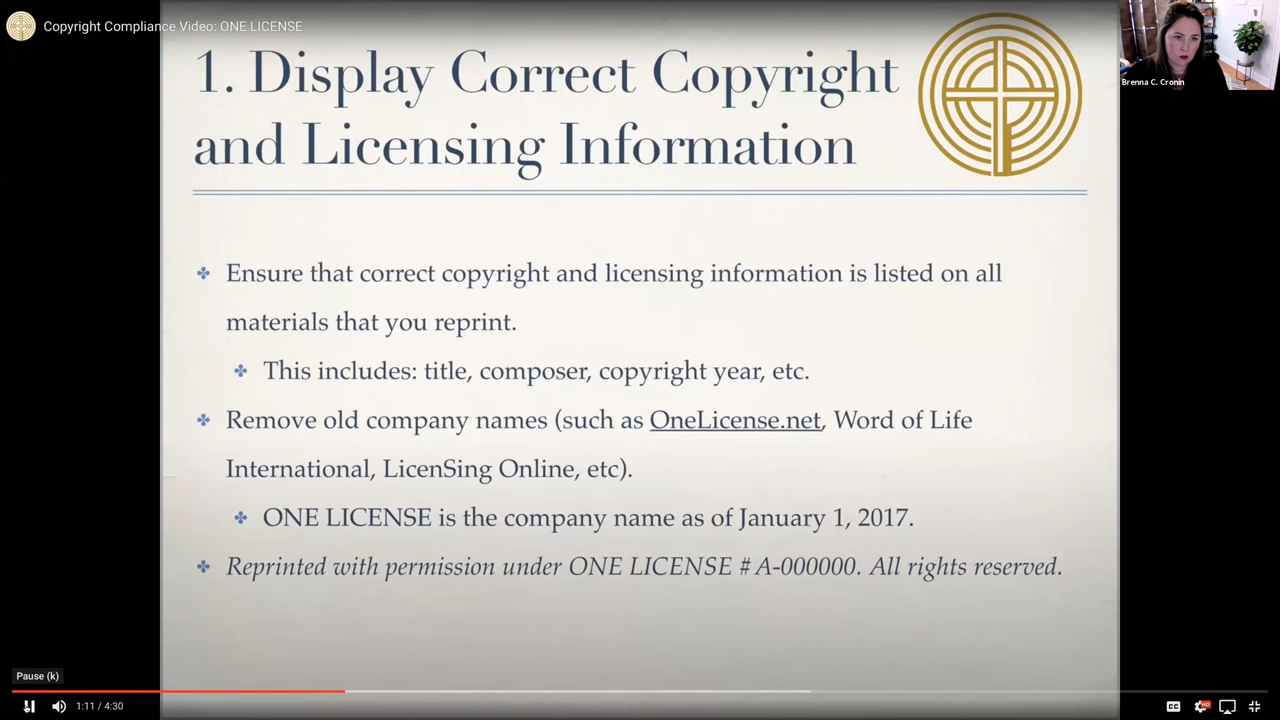 Copyright Compliance Video: ONE LICENSE
Brenna C. Cronin
1. Display Correct Copyright
and Licensing Information
Ensure that correct copyright and licensing information is listed on all
materials that you reprint.
This includes: title, composer, copyright year, etc.
Remove old company names (such as OneLicense.net, Word of Life
International, LicenSing Online, etc).
ONE LICENSE is the company name as of January 1, 2017.
Reprinted with permission under ONE LICENSE #A-000000. All rights reserved.
Pause (k)
1:11 / 4:30
CC
HD